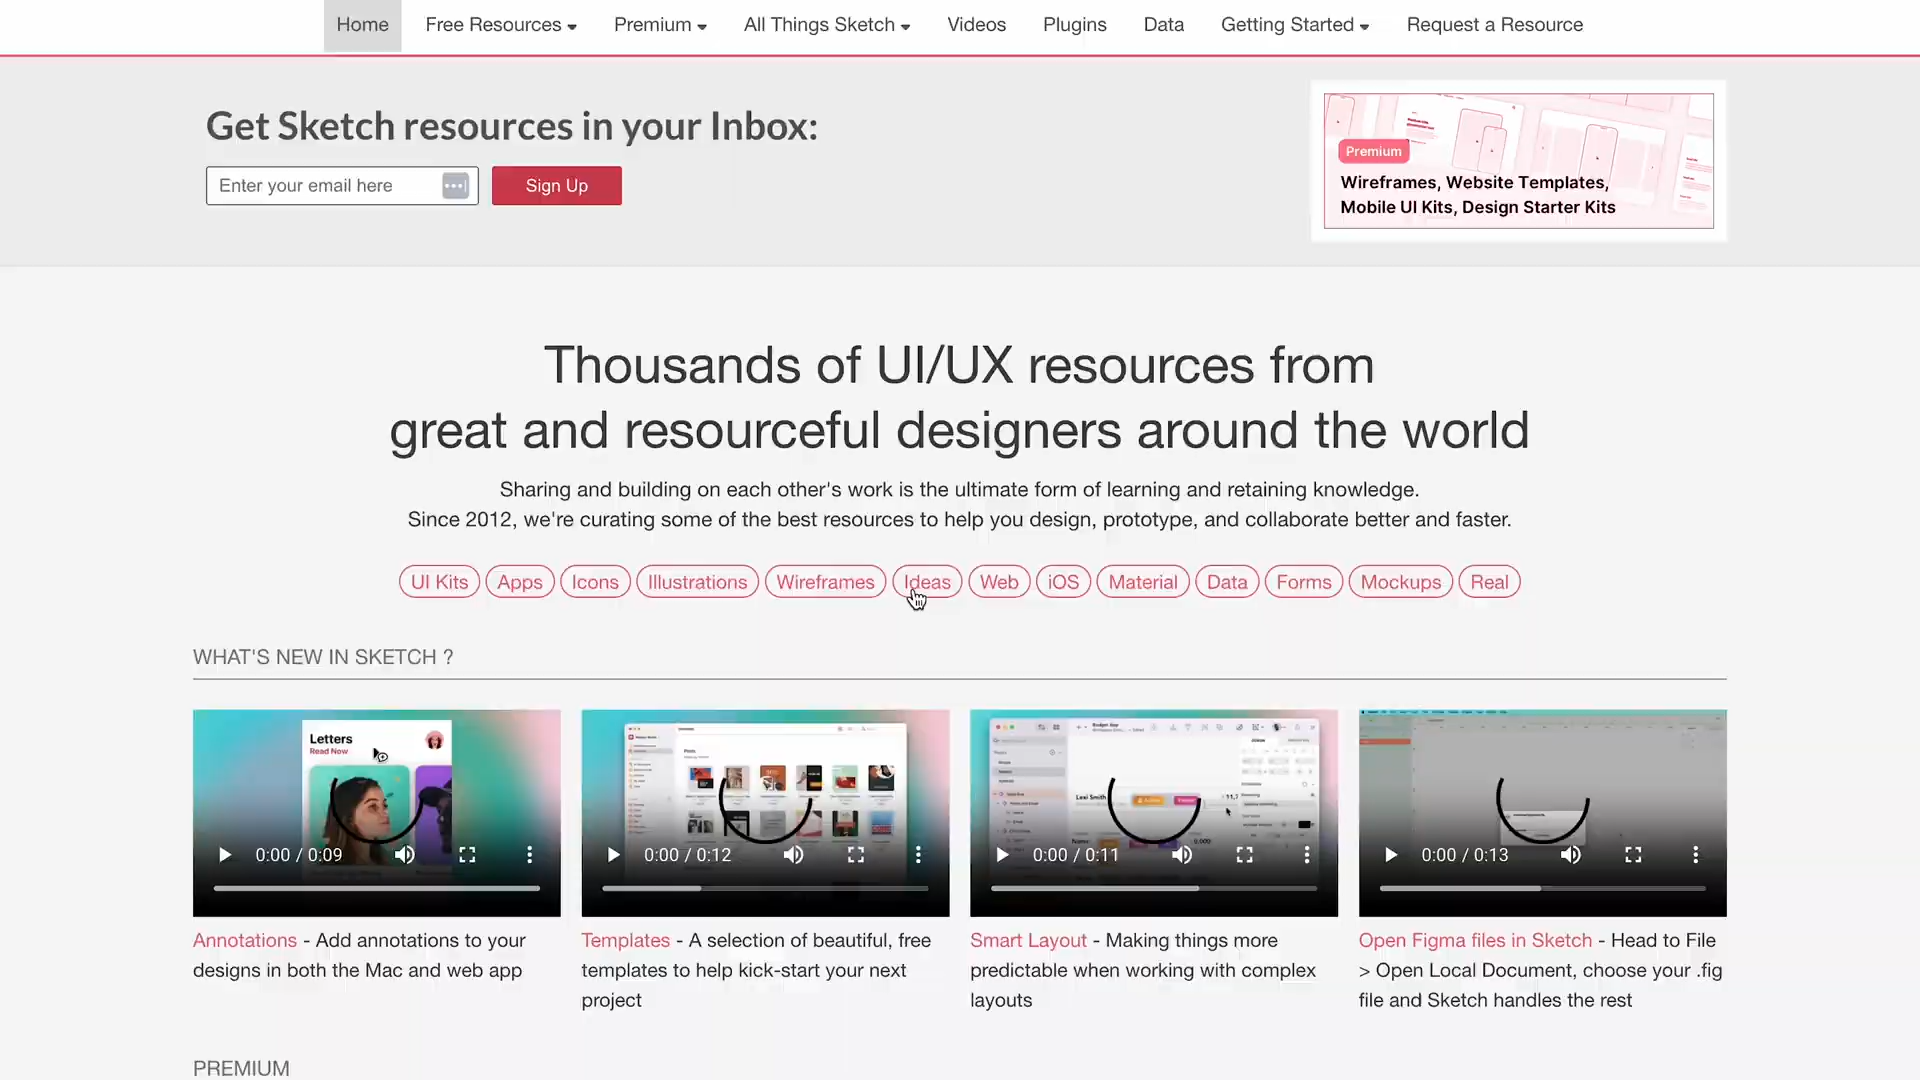 Home Free Resources Premium All Things Sketch Videos Plugins Data Getting Started Request a Resource
Get Sketch resources in your Inbox:
Enter your email here Sign Up
Premium
Wireframes, Website Templates,
Mobile UI Kits, Design Starter Kits
Thousands of UI/UX resources from
great and resourceful designers around the world
Sharing and building on each other's work is the ultimate form of learning and retaining knowledge.
Since 2012, we're curating some of the best resources to help you design, prototype, and collaborate better and faster.
UI Kits Apps Icons Illustrations Wireframes Ideas Web iOS Material Data Forms Mockups Real
WHAT'S NEW IN SKETCH ?
Letters
Read Now
Lexi Smith
0:00 / 0:09
0:00 / 0:12
0:00 / 0:11
0:00 / 0:13
Annotations - Add annotations to your
designs in both the Mac and web app
Templates - A selection of beautiful, free
templates to help kick-start your next
project
Smart Layout - Making things more
predictable when working with complex
layouts
Open Figma files in Sketch - Head to File
> Open Local Document, choose your .fig
file and Sketch handles the rest
PREMIUM